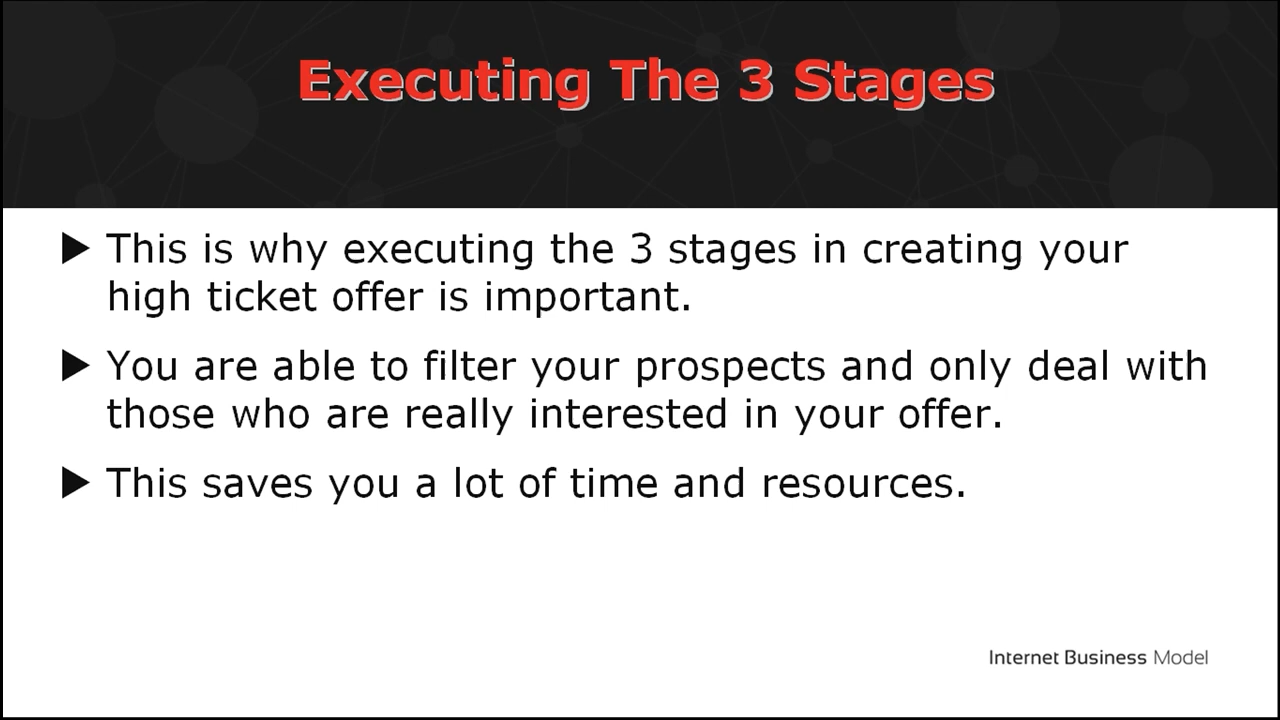 Executing The 3 Stages
▶ This is why executing the 3 stages in creating your
high ticket offer is important.
▶ You are able to filter your prospects and only deal with
those who are really interested in your offer.
▶ This saves you a lot of time and resources.
Internet Business Model